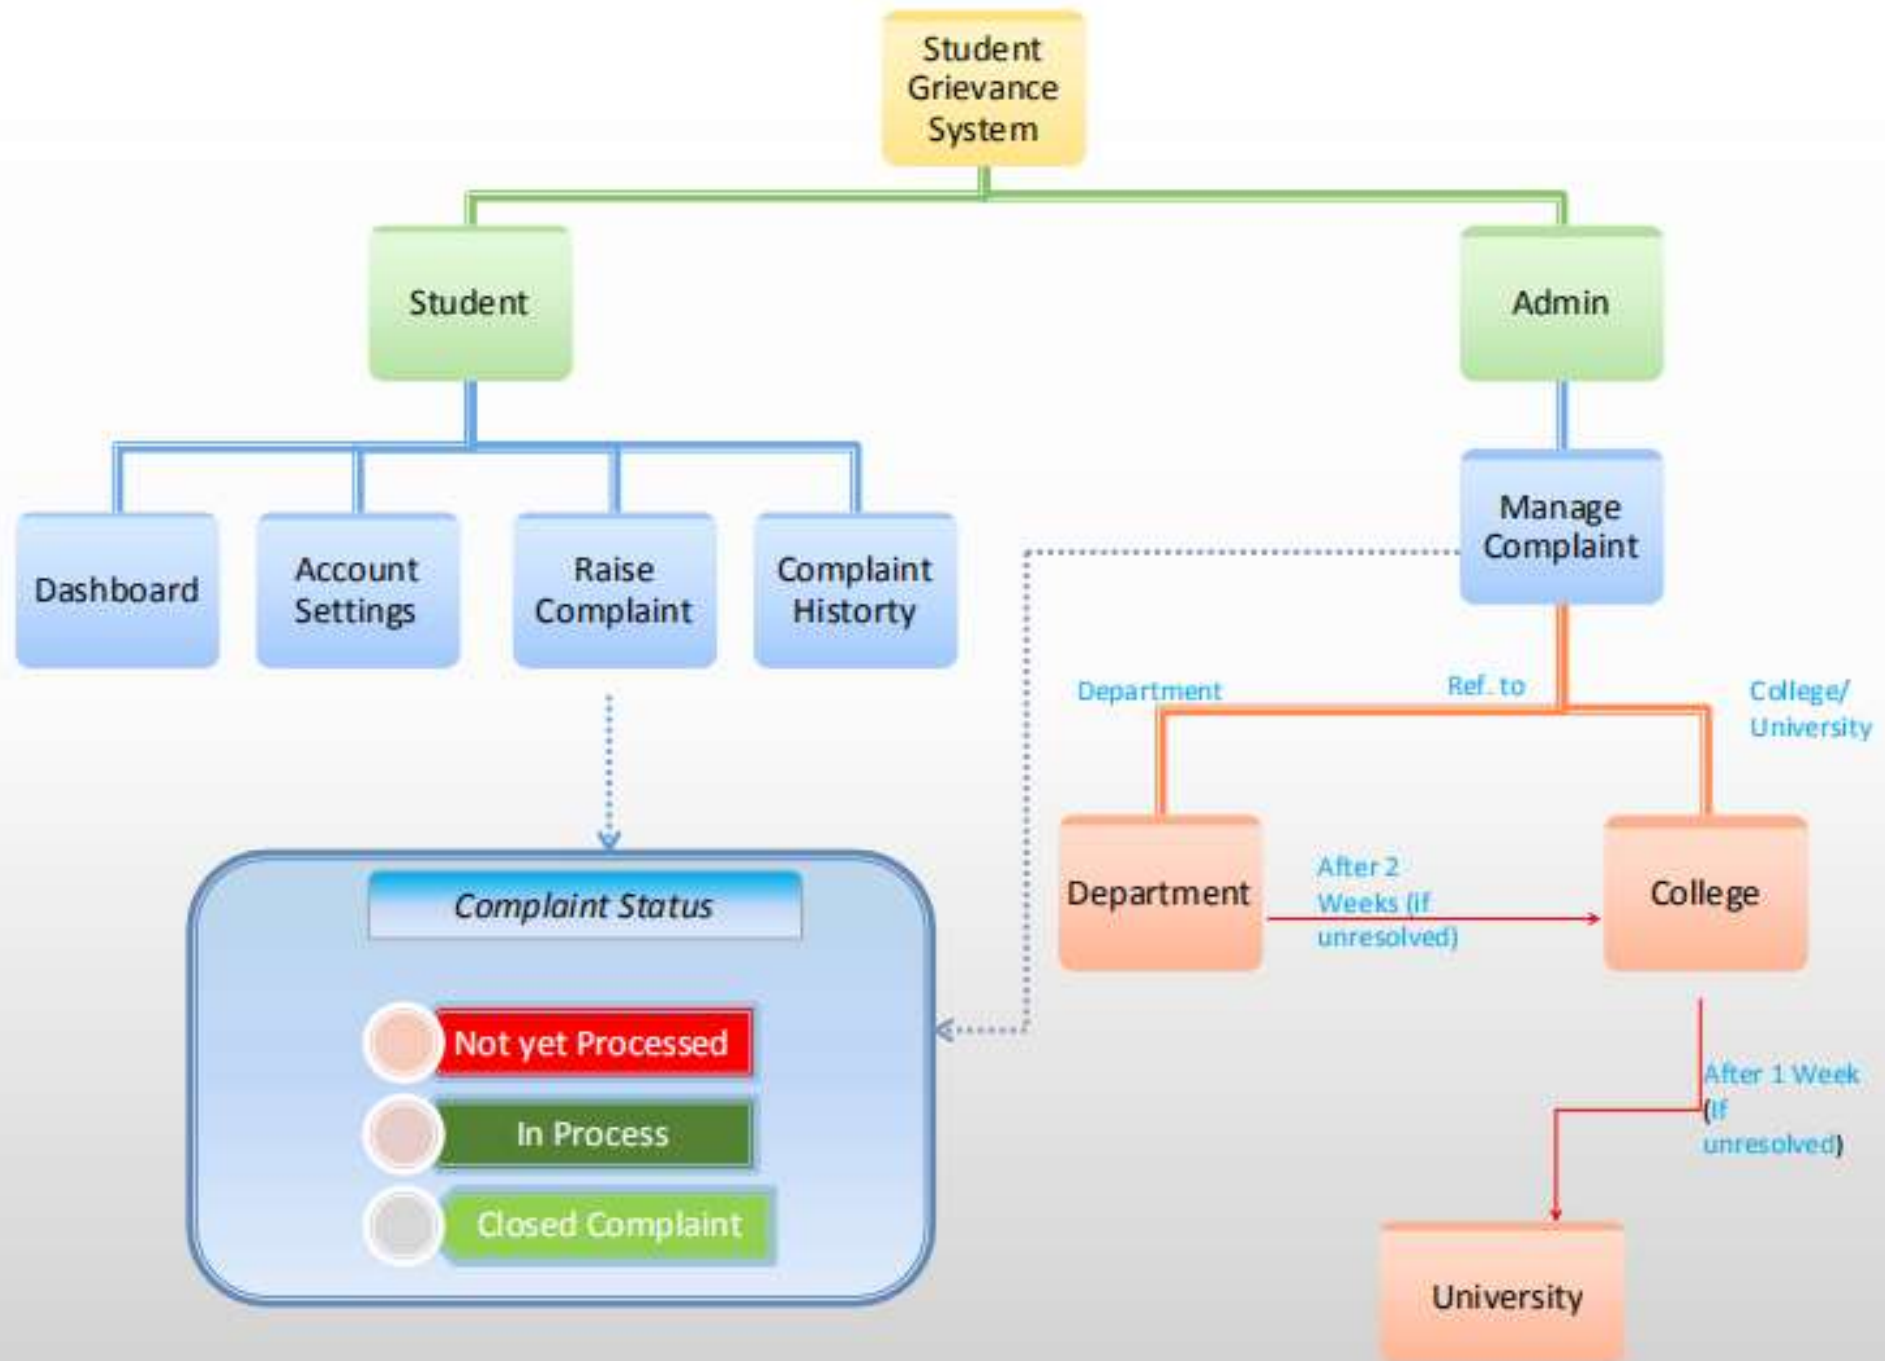 Student
Grievance
System
Student
Admin
Manage
Complaint
Dashboard
Account
Settings
Raise
Complaint
Complaint
Historty
Department
Ref. to
College/
University
Department
After 2
Weeks (if
unresolved)
College
Complaint Status
Not yet Processed
In Process
Closed Complaint
After 1 Week
(If
unresolved)
University